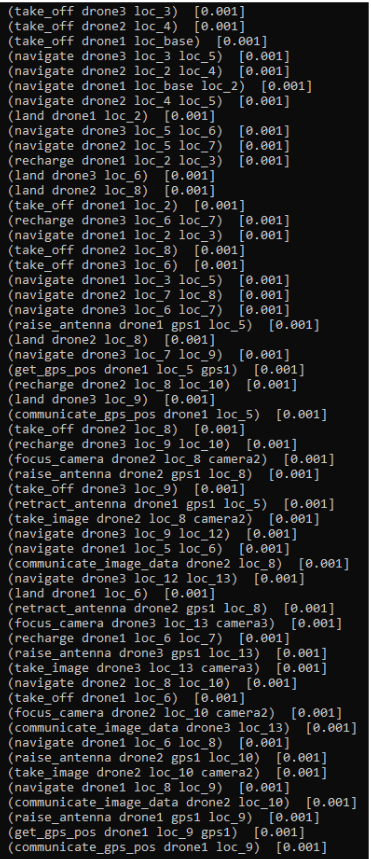 (take_off drone3 loc_3)  [0.001]
(take_off drone2 loc_4)  [0.001]
(take_off drone1 loc_base)  [0.001]
(navigate drone3 loc_3 loc_5)  [0.001]
(navigate drone2 loc_2 loc_4)  [0.001]
(navigate drone1 loc_base loc_2)  [0.001]
(navigate drone2 loc_4 loc_5)  [0.001]
(land drone1 loc_2)  [0.001]
(navigate drone3 loc_5 loc_6)  [0.001]
(navigate drone2 loc_5 loc_7)  [0.001]
(recharge drone1 loc_2 loc_3)  [0.001]
(land drone3 loc_6)  [0.001]
(land drone2 loc_8)  [0.001]
(take_off drone1 loc_2)  [0.001]
(recharge drone3 loc_6 loc_7)  [0.001]
(navigate drone1 loc_2 loc_3)  [0.001]
(take_off drone2 loc_8)  [0.001]
(take_off drone3 loc_6)  [0.001]
(navigate drone1 loc_3 loc_5)  [0.001]
(navigate drone2 loc_7 loc_8)  [0.001]
(navigate drone3 loc_6 loc_7)  [0.001]
(raise_antenna drone1 gps1 loc_5)  [0.001]
(land drone2 loc_8)  [0.001]
(navigate drone3 loc_7 loc_9)  [0.001]
(get_gps_pos drone1 loc_5 gps1)  [0.001]
(recharge drone2 loc_8 loc_10)  [0.001]
(land drone3 loc_9)  [0.001]
(communicate_gps_pos drone1 loc_5)  [0.001]
(take_off drone2 loc_8)  [0.001]
(recharge drone3 loc_9 loc_10)  [0.001]
(focus_camera drone2 loc_8 camera2)  [0.001]
(raise_antenna drone2 gps1 loc_8)  [0.001]
(take_off drone3 loc_9)  [0.001]
(retract_antenna drone1 gps1 loc_5)  [0.001]
(take_image drone2 loc_8 camera2)  [0.001]
(navigate drone3 loc_9 loc_12)  [0.001]
(navigate drone1 loc_5 loc_6)  [0.001]
(communicate_image_data drone2 loc_8)  [0.001]
(navigate drone3 loc_12 loc_13)  [0.001]
(land drone1 loc_6)  [0.001]
(retract_antenna drone2 gps1 loc_8)  [0.001]
(focus_camera drone3 loc_13 camera3)  [0.001]
(recharge drone1 loc_6 loc_7)  [0.001]
(raise_antenna drone3 gps1 loc_13)  [0.001]
(take_image drone3 loc_13 camera3)  [0.001]
(navigate drone2 loc_8 loc_10)  [0.001]
(take_off drone1 loc_6)  [0.001]
(focus_camera drone2 loc_10 camera2)  [0.001]
(communicate_image_data drone3 loc_13)  [0.001]
(navigate drone1 loc_6 loc_8)  [0.001]
(raise_antenna drone2 gps1 loc_10)  [0.001]
(take_image drone2 loc_10 camera2)  [0.001]
(navigate drone1 loc_8 loc_9)  [0.001]
(communicate_image_data drone2 loc_10)  [0.001]
(raise_antenna drone1 gps1 loc_9)  [0.001]
(get_gps_pos drone1 loc_9 gps1)  [0.001]
(communicate_gps_pos drone1 loc_9)  [0.001]